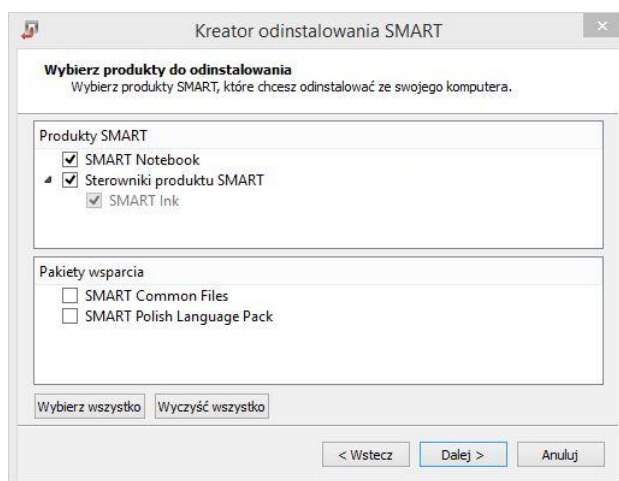 Kreator odinstalowania SMART
Wybierz produkty do odinstalowania
Wybierz produkty SMART, które chcesz odinstalować ze swojego komputera.
Produkty SMART
SMART Notebook
Sterowniki produktu SMART
SMART Ink
Pakiety wsparcia
SMART Common Files
SMART Polish Language Pack
Wybierz wszystko Wyczyść wszystko
< Wstecz Dalej > Anuluj